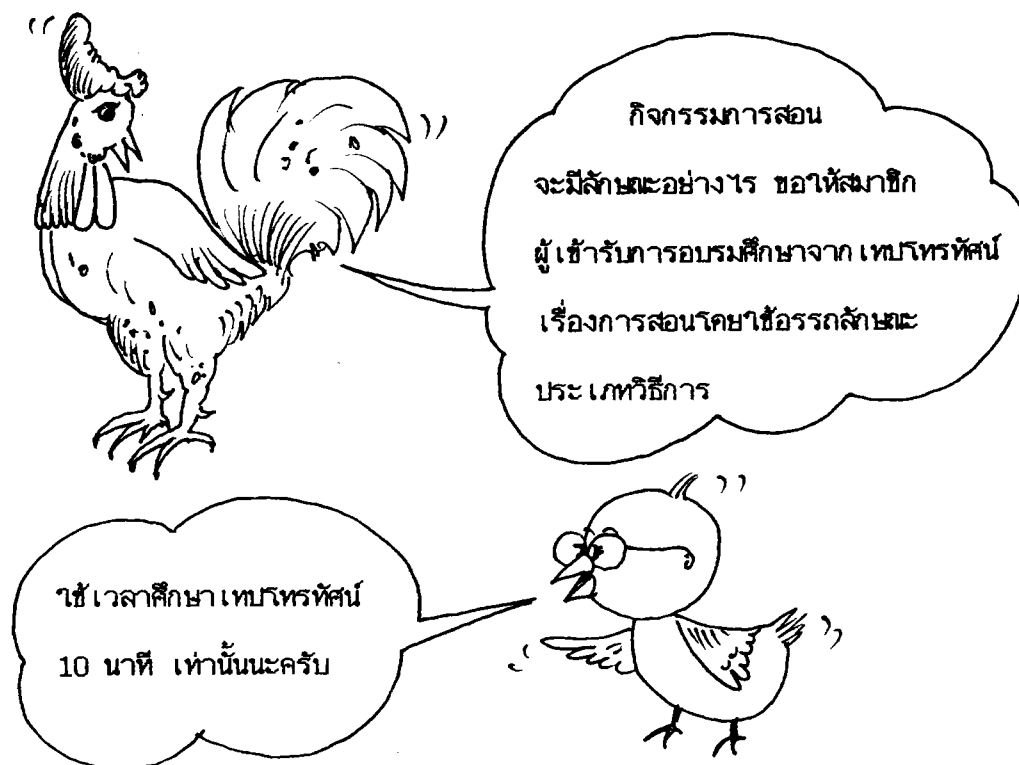 กิจกรรมการสอน
จะมีลักษณะอย่างไร ขอให้สมาชิก
ผู้เข้ารับการอบรมศึกษาจากเทปโทรทัศน์
เรื่องการสอนโดยใช้อรรถลักษณะ
ประเภทวิธีการ
ใช้เวลาศึกษาเทปโทรทัศน์
10 นาที เท่านั้นนะครับ